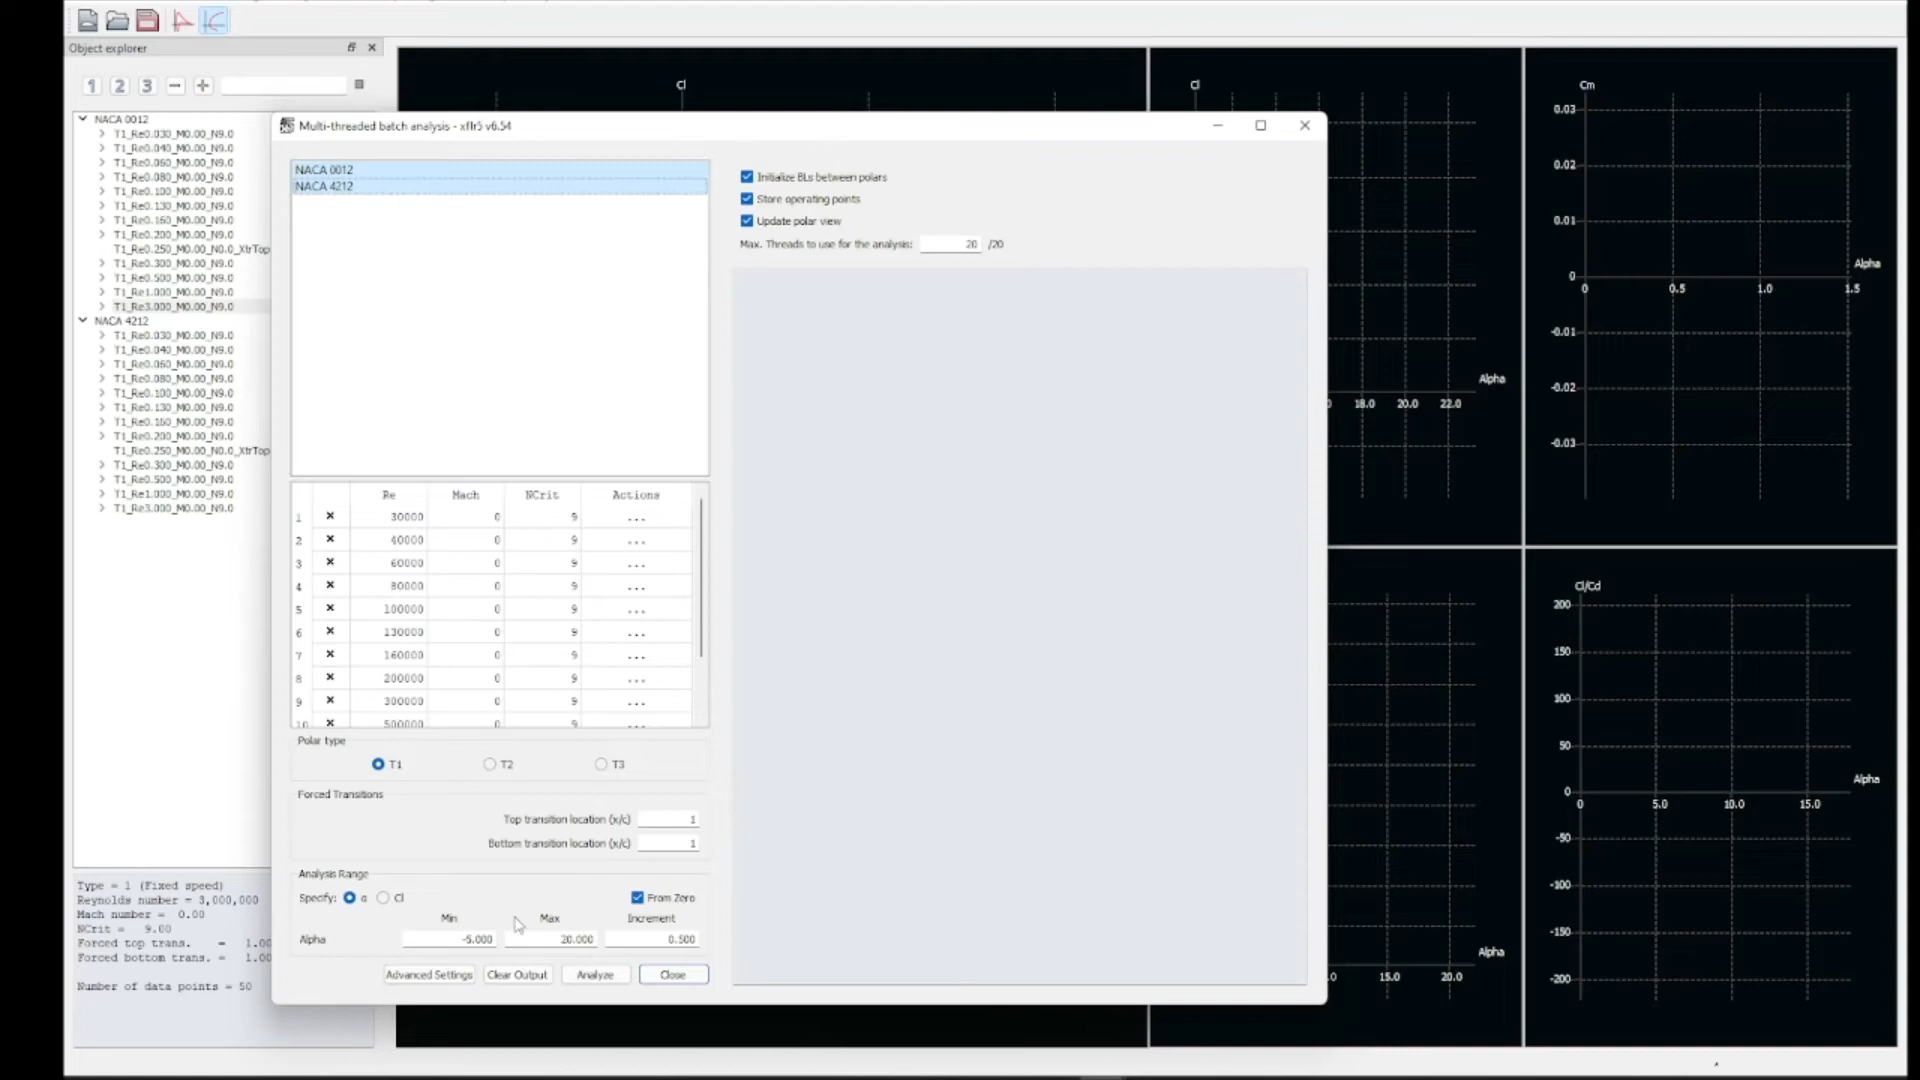 Object explorer
1 2 3
NACA 0012
T1_Re0.030_M0.00_N9.0
T1_Re0.040_M0.00_N9.0
T1_Re0.060_M0.00_N9.0
T1_Re0.080_M0.00_N9.0
T1_Re0.100_M0.00_N9.0
T1_Re0.130_M0.00_N9.0
T1_Re0.160_M0.00_N9.0
T1_Re0.200_M0.00_N9.0
T1_Re0.250_M0.00_N0.0_XtrTop
T1_Re0.300_M0.00_N9.0
T1_Re0.500_M0.00_N9.0
T1_Re1.000_M0.00_N9.0
T1_Re3.000_M0.00_N9.0
NACA 4212
T1_Re0.030_M0.00_N9.0
T1_Re0.040_M0.00_N9.0
T1_Re0.060_M0.00_N9.0
T1_Re0.080_M0.00_N9.0
T1_Re0.100_M0.00_N9.0
T1_Re0.130_M0.00_N9.0
T1_Re0.160_M0.00_N9.0
T1_Re0.200_M0.00_N9.0
T1_Re0.250_M0.00_N0.0_XtrTop
T1_Re0.300_M0.00_N9.0
T1_Re0.500_M0.00_N9.0
T1_Re1.000_M0.00_N9.0
T1_Re3.000_M0.00_N9.0
Type = 1 (Fixed speed)
Reynolds number = 3,000,000
Mach number = 0.00
NCrit = 9.00
Forced top trans. = 1.00
Forced bottom trans. = 1.00
Number of data points = 50
Multi-threaded batch analysis - xflr5 v6.54
NACA 0012
NACA 4212
Re Mach NCrit Actions
1 × 30000 0 9 ...
2 × 40000 0 9 ...
3 × 60000 0 9 ...
4 × 80000 0 9 ...
5 × 100000 0 9 ...
6 × 130000 0 9 ...
7 × 160000 0 9 ...
8 × 200000 0 9 ...
9 × 300000 0 9 ...
10 × 500000 0 9 ...
Polar type
T1 T2 T3
Forced Transitions
Top transition location (x/c) 1
Bottom transition location (x/c) 1
Analysis Range
Specify: α Cl From Zero
Min Max Increment
Alpha -5.000 20.000 0.500
Advanced Settings Clear Output Analyze Close
Initialize BLs between polars
Store operating points
Update polar view
Max. Threads to use for the analysis: 20 /20
Cl
Cl
Alpha
0 18.0 20.0 22.0
Cm
0.03
0.02
0.01
0
-0.01
-0.02
-0.03
Alpha
0 0.5 1.0 1.5
Alpha
.0 15.0 20.0
Cl/Cd
200
150
100
50
0
-50
-100
-150
-200
Alpha
0 5.0 10.0 15.0